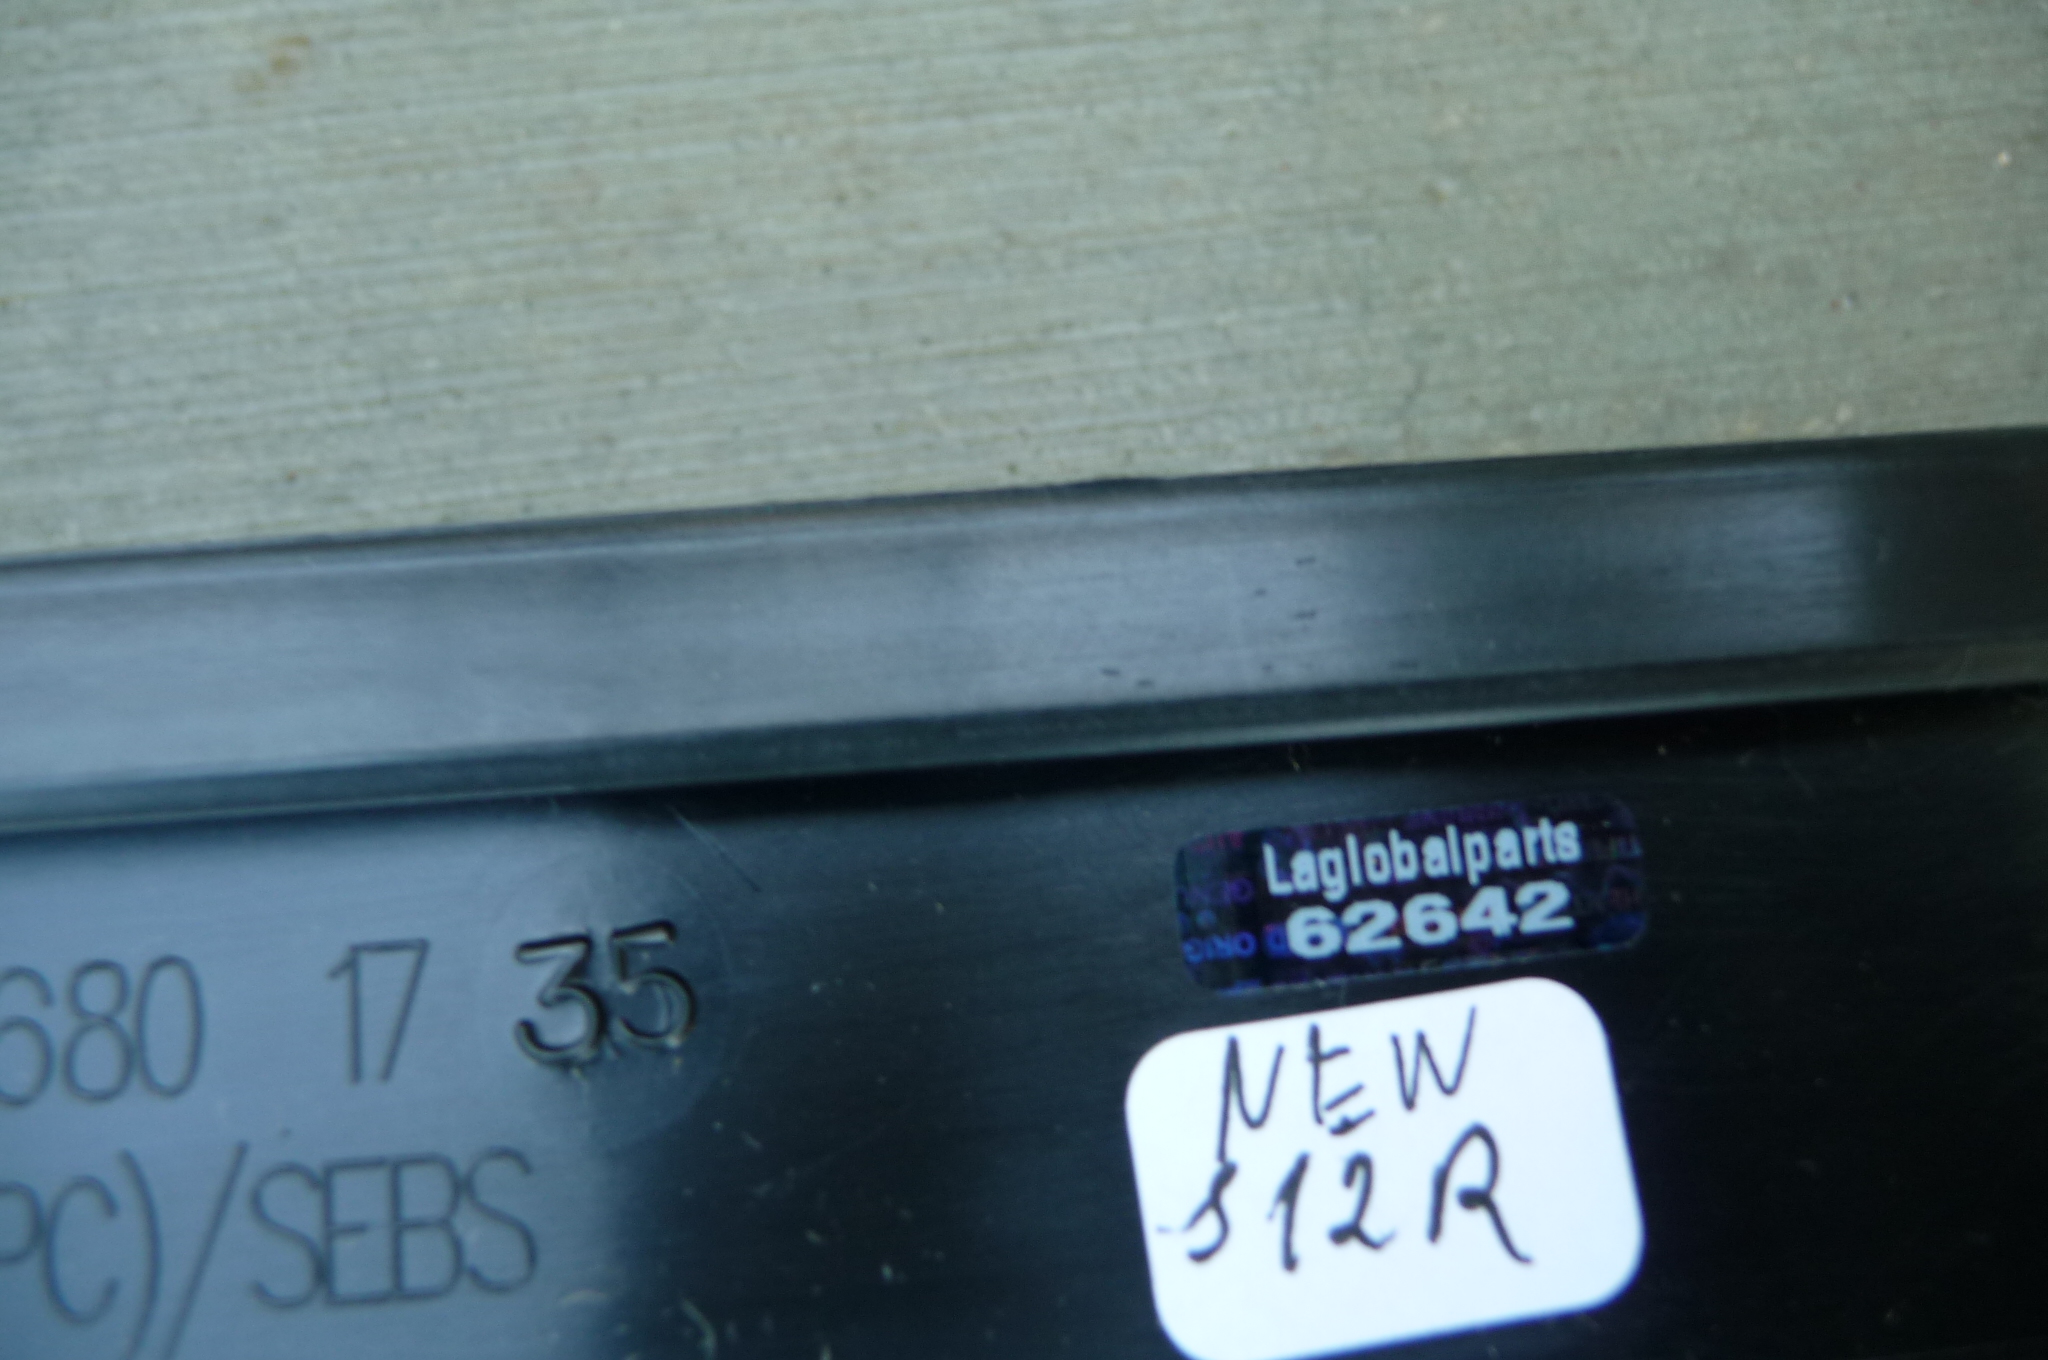 680 17 35
PC)/SEBS
Laglobalparts
62642
NEW
512R